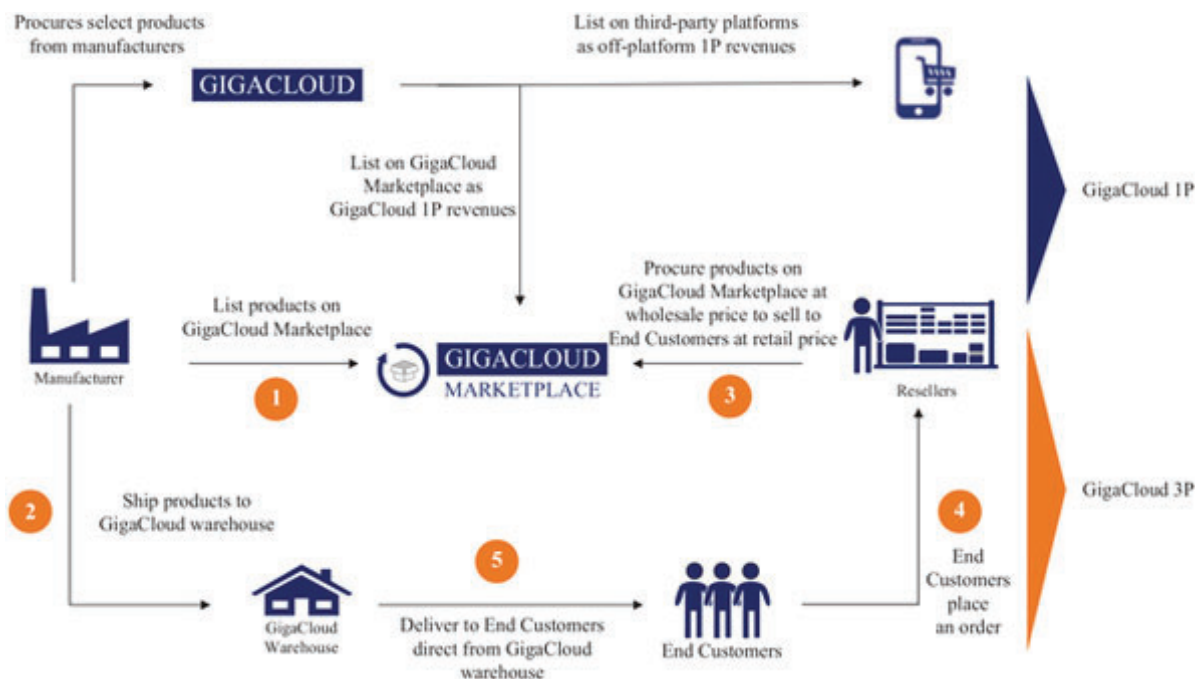 Procures select products
from manufacturers
GIGACLOUD
List on third-party platforms
as off-platform 1P revenues
List on GigaCloud
Marketplace as
GigaCloud 1P revenues
GigaCloud 1P
Manufacturer
List products on
GigaCloud Marketplace
1
GIGACLOUD
MARKETPLACE
Procure products on
GigaCloud Marketplace at
wholesale price to sell to
End Customers at retail price
3
Resellers
2
Ship products to
GigaCloud warehouse
GigaCloud
Warehouse
5
Deliver to End Customers
direct from GigaCloud
warehouse
End Customers
4
End
Customers
place
an order
GigaCloud 3P